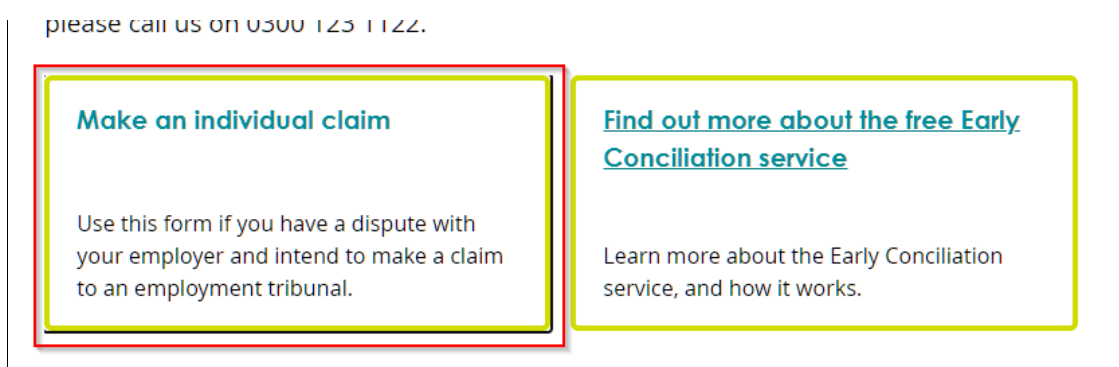 please call us on 0300 123 1122.
Make an individual claim
Use this form if you have a dispute with
your employer and intend to make a claim
to an employment tribunal.
Find out more about the free Early
Conciliation service
Learn more about the Early Conciliation
service, and how it works.